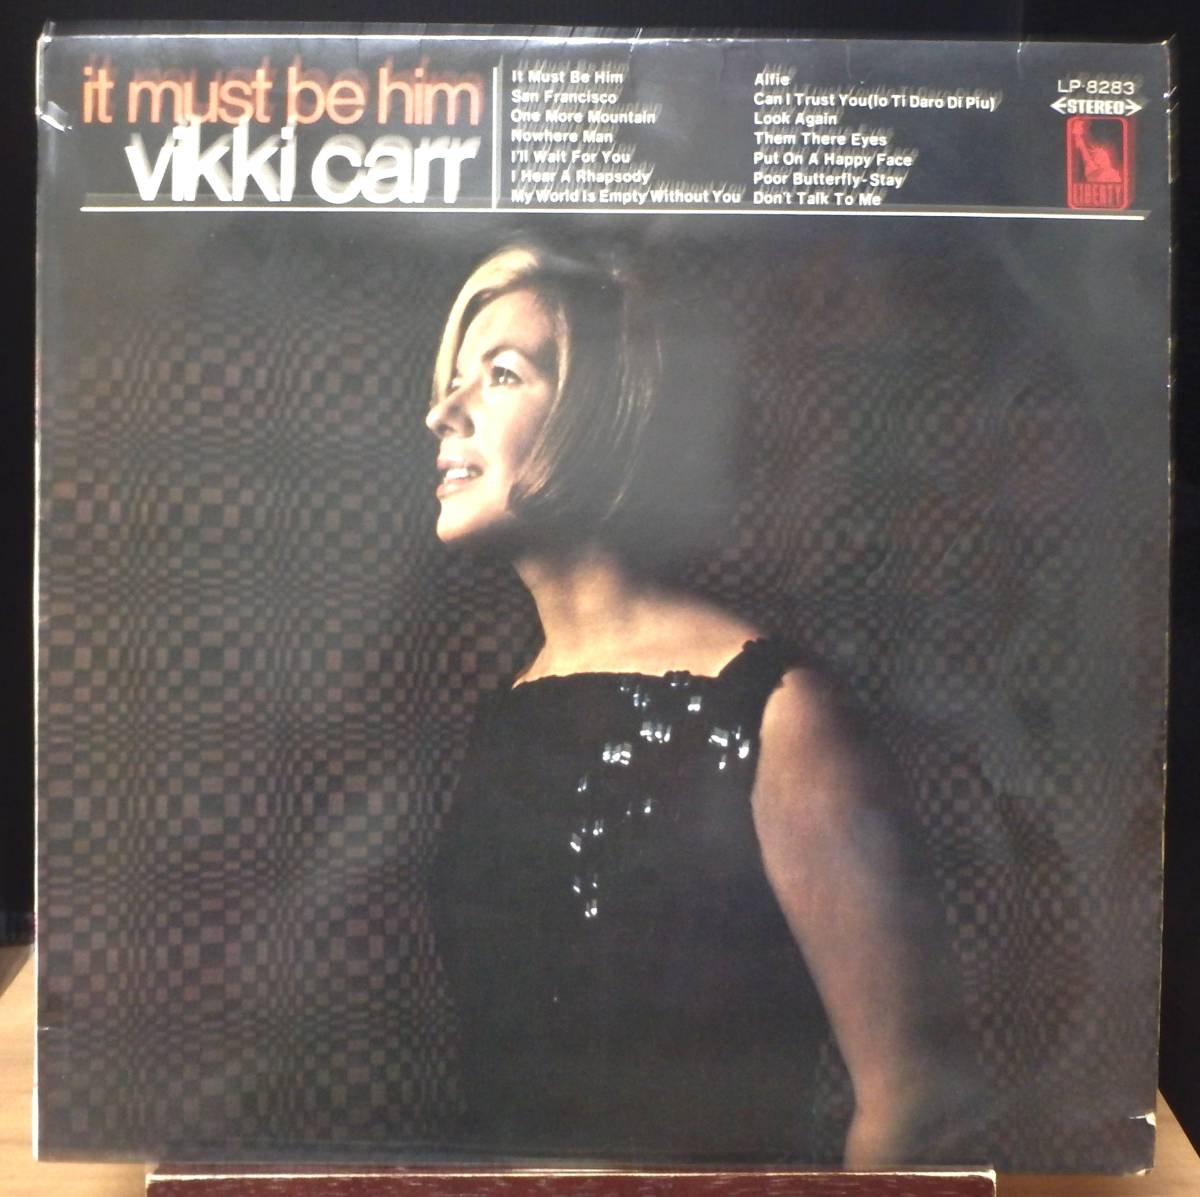 it must be him
vikki carr
It Must Be Him
San Francisco
One More Mountain
Nowhere Man
I'll Wait For You
I Hear A Rhapsody
My World Is Empty Without You
Alfie
Can I Trust You(Io Ti Daro Di Piu)
Look Again
Them There Eyes
Put On A Happy Face
Poor Butterfly-Stay
Don't Talk To Me
LP-8283
STEREO
LIBERTY